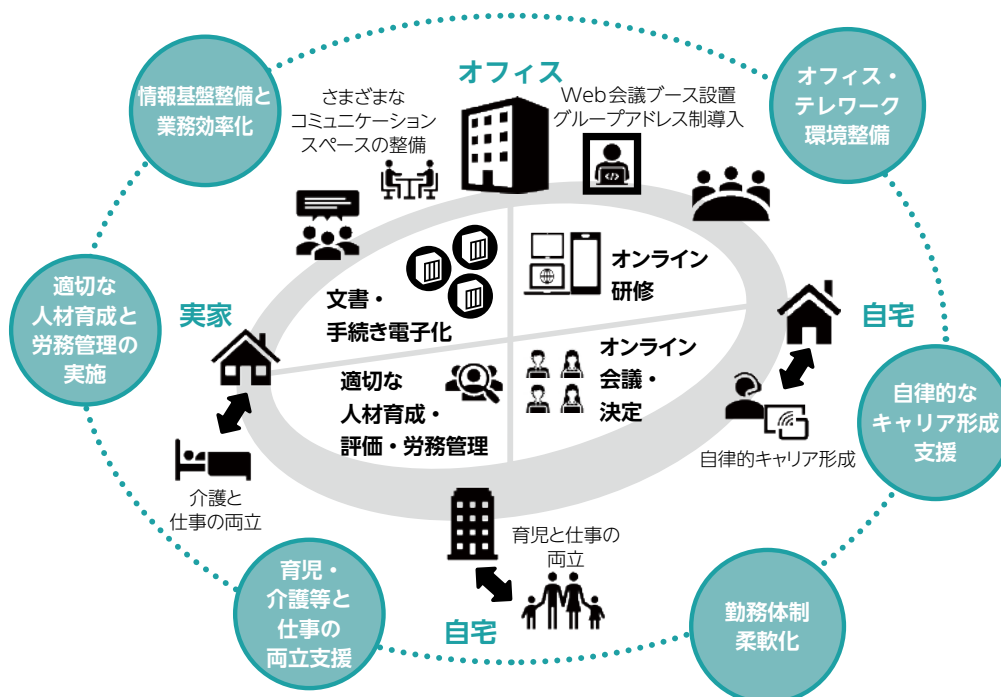 情報基盤整備と
業務効率化
オフィス
さまざまな
コミュニケーション
スペースの整備
Web会議ブース設置
グループアドレス制導入
オフィス・
テレワーク
環境整備
文書・
手続き電子化
オンライン
研修
適切な
人材育成・
評価・労務管理
オンライン
会議・
決定
適切な
人材育成と
労務管理の
実施
実家
介護と
仕事の両立
自宅
自律的キャリア形成
自律的な
キャリア形成
支援
育児と仕事の
両立
自宅
育児・
介護等と
仕事の
両立支援
勤務体制
柔軟化